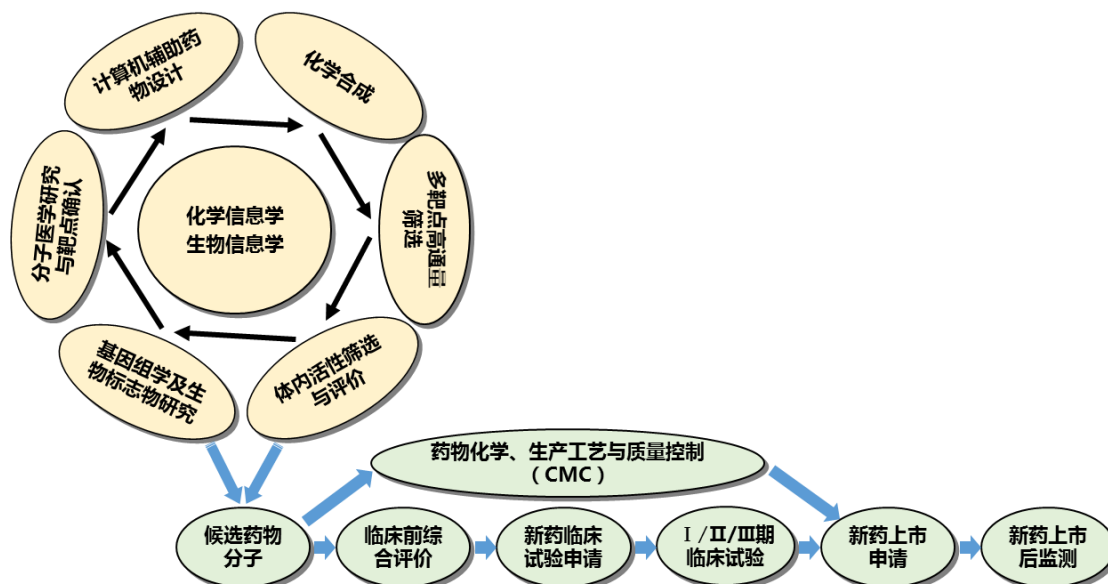 计算机辅助药
物设计
化学合成
分子医学研究
与靶点确认
化学信息学
生物信息学
多靶点高通量
筛选
基因组学及生
物标志物研究
体内活性筛选
与评价
药物化学、生产工艺与质量控制
（CMC）
候选药物
分子
临床前综
合评价
新药临床
试验申请
Ⅰ/Ⅱ/Ⅲ期
临床试验
新药上市
申请
新药上市
后监测